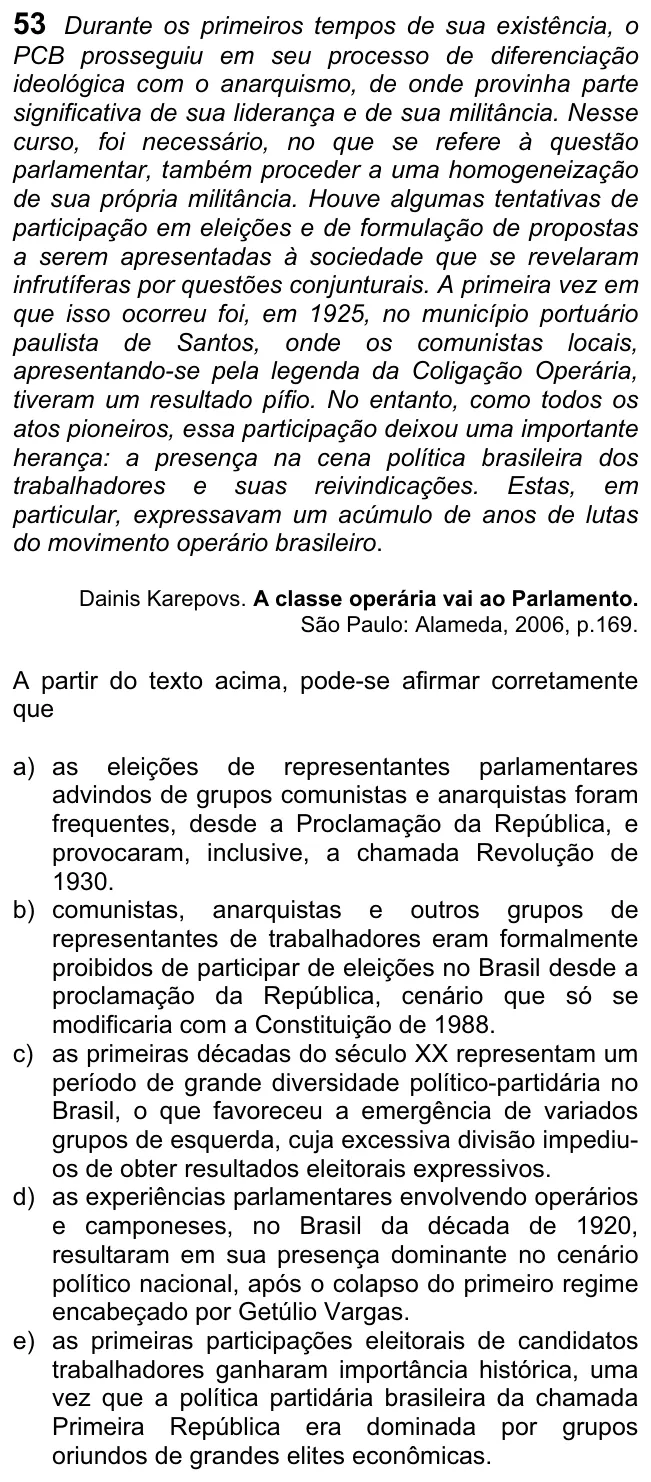 53 Durante os primeiros tempos de sua existência, o
PCB prosseguiu em seu processo de diferenciação
ideológica com o anarquismo, de onde provinha parte
significativa de sua liderança e de sua militância. Nesse
curso, foi necessário, no que se refere à questão
parlamentar, também proceder a uma homogeneização
de sua própria militância. Houve algumas tentativas de
participação em eleições e de formulação de propostas
a serem apresentadas à sociedade que se revelaram
infrutíferas por questões conjunturais. A primeira vez em
que isso ocorreu foi, em 1925, no município portuário
paulista de Santos, onde os comunistas locais,
apresentando-se pela legenda da Coligação Operária,
tiveram um resultado pífio. No entanto, como todos os
atos pioneiros, essa participação deixou uma importante
herança: a presença na cena política brasileira dos
trabalhadores e suas reivindicações. Estas, em
particular, expressavam um acúmulo de anos de lutas
do movimento operário brasileiro.
Dainis Karepovs. A classe operária vai ao Parlamento.
São Paulo: Alameda, 2006, p.169.
A partir do texto acima, pode-se afirmar corretamente
que
a) as eleições de representantes parlamentares
advindos de grupos comunistas e anarquistas foram
frequentes, desde a Proclamação da República, e
provocaram, inclusive, a chamada Revolução de
1930.
b) comunistas, anarquistas e outros grupos de
representantes de trabalhadores eram formalmente
proibidos de participar de eleições no Brasil desde a
proclamação da República, cenário que só se
modificaria com a Constituição de 1988.
c) as primeiras décadas do século XX representam um
período de grande diversidade político-partidária no
Brasil, o que favoreceu a emergência de variados
grupos de esquerda, cuja excessiva divisão impediu-
os de obter resultados eleitorais expressivos.
d) as experiências parlamentares envolvendo operários
e camponeses, no Brasil da década de 1920,
resultaram em sua presença dominante no cenário
político nacional, após o colapso do primeiro regime
encabeçado por Getúlio Vargas.
e) as primeiras participações eleitorais de candidatos
trabalhadores ganharam importância histórica, uma
vez que a política partidária brasileira da chamada
Primeira República era dominada por grupos
oriundos de grandes elites econômicas.